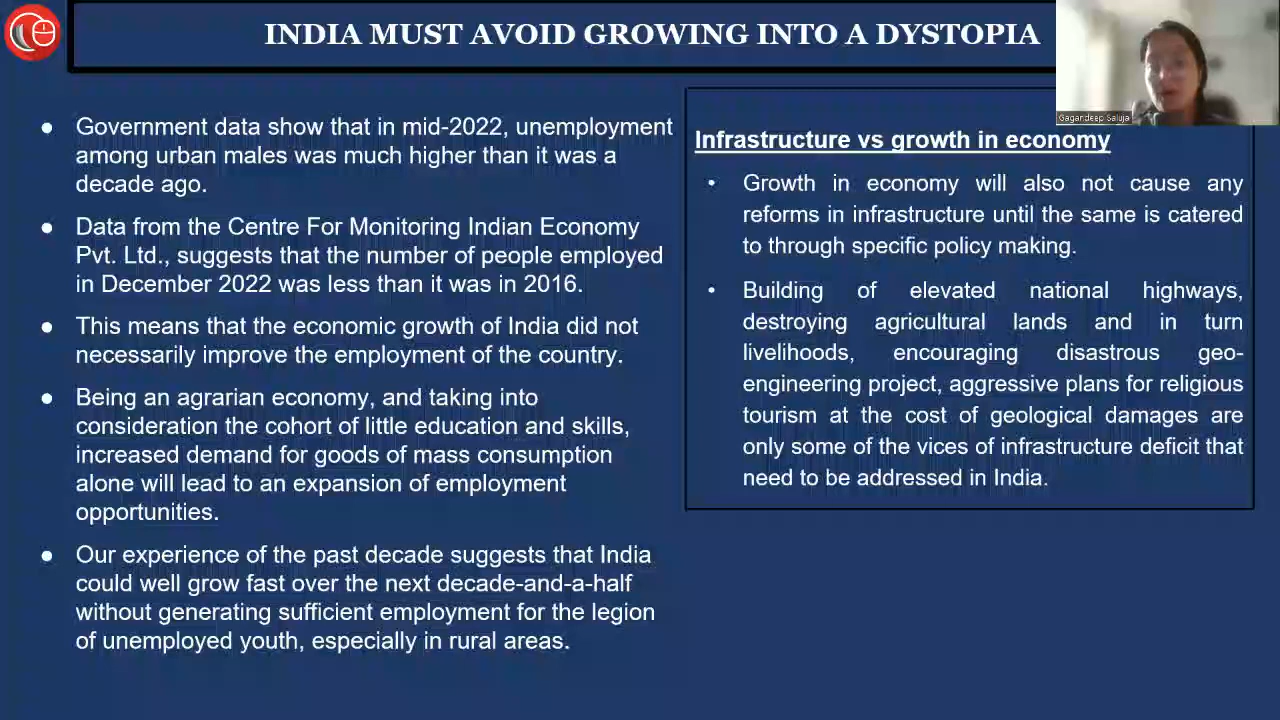 INDIA MUST AVOID GROWING INTO A DYSTOPIA
Gagandeep Saluja
● Government data show that in mid-2022, unemployment
among urban males was much higher than it was a
decade ago.
● Data from the Centre For Monitoring Indian Economy
Pvt. Ltd., suggests that the number of people employed
in December 2022 was less than it was in 2016.
● This means that the economic growth of India did not
necessarily improve the employment of the country.
● Being an agrarian economy, and taking into
consideration the cohort of little education and skills,
increased demand for goods of mass consumption
alone will lead to an expansion of employment
opportunities.
● Our experience of the past decade suggests that India
could well grow fast over the next decade-and-a-half
without generating sufficient employment for the legion
of unemployed youth, especially in rural areas.
Infrastructure vs growth in economy
• Growth in economy will also not cause any
reforms in infrastructure until the same is catered
to through specific policy making.
• Building of elevated national highways,
destroying agricultural lands and in turn
livelihoods, encouraging disastrous geo-
engineering project, aggressive plans for religious
tourism at the cost of geological damages are
only some of the vices of infrastructure deficit that
need to be addressed in India.